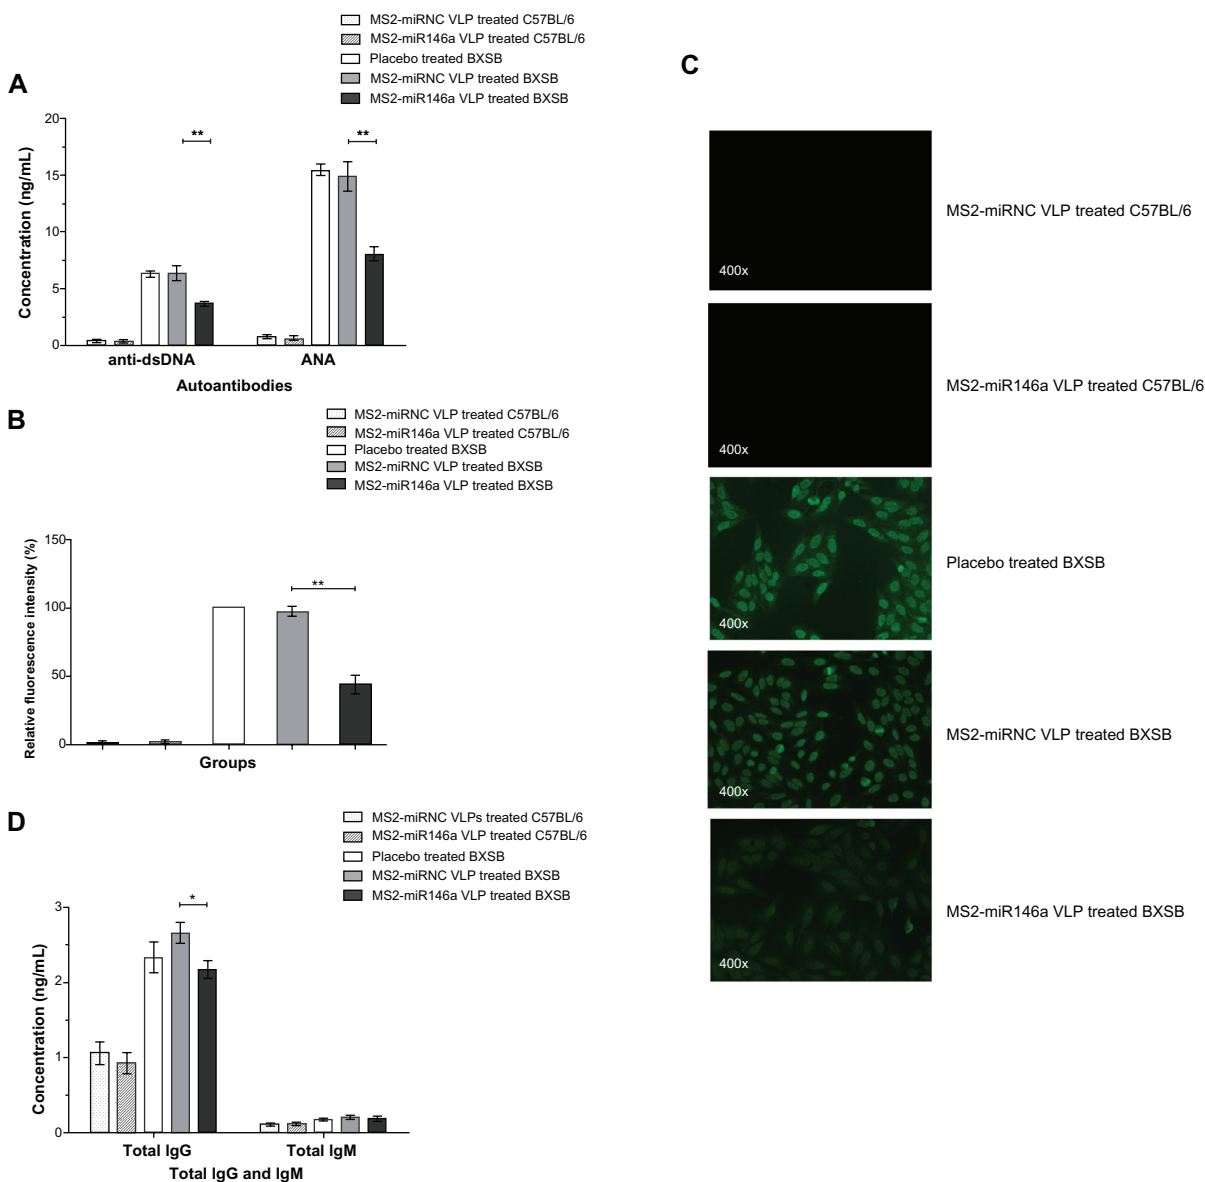 A
MS2-miRNC VLP treated C57BL/6
MS2-miR146a VLP treated C57BL/6
Placebo treated BXSB
MS2-miRNC VLP treated BXSB
MS2-miR146a VLP treated BXSB
Concentration (ng/mL)
20
15
10
5
0
**
**
anti-dsDNA
ANA
Autoantibodies
B
MS2-miRNC VLP treated C57BL/6
MS2-miR146a VLP treated C57BL/6
Placebo treated BXSB
MS2-miRNC VLP treated BXSB
MS2-miR146a VLP treated BXSB
Relative fluorescence intensity (%)
150
100
50
0
**
Groups
C
400x
MS2-miRNC VLP treated C57BL/6
400x
MS2-miR146a VLP treated C57BL/6
400x
Placebo treated BXSB
400x
MS2-miRNC VLP treated BXSB
400x
MS2-miR146a VLP treated BXSB
D
MS2-miRNC VLPs treated C57BL/6
MS2-miR146a VLP treated C57BL/6
Placebo treated BXSB
MS2-miRNC VLP treated BXSB
MS2-miR146a VLP treated BXSB
Concentration (ng/mL)
3
2
1
0
*
Total IgG
Total IgM
Total IgG and IgM